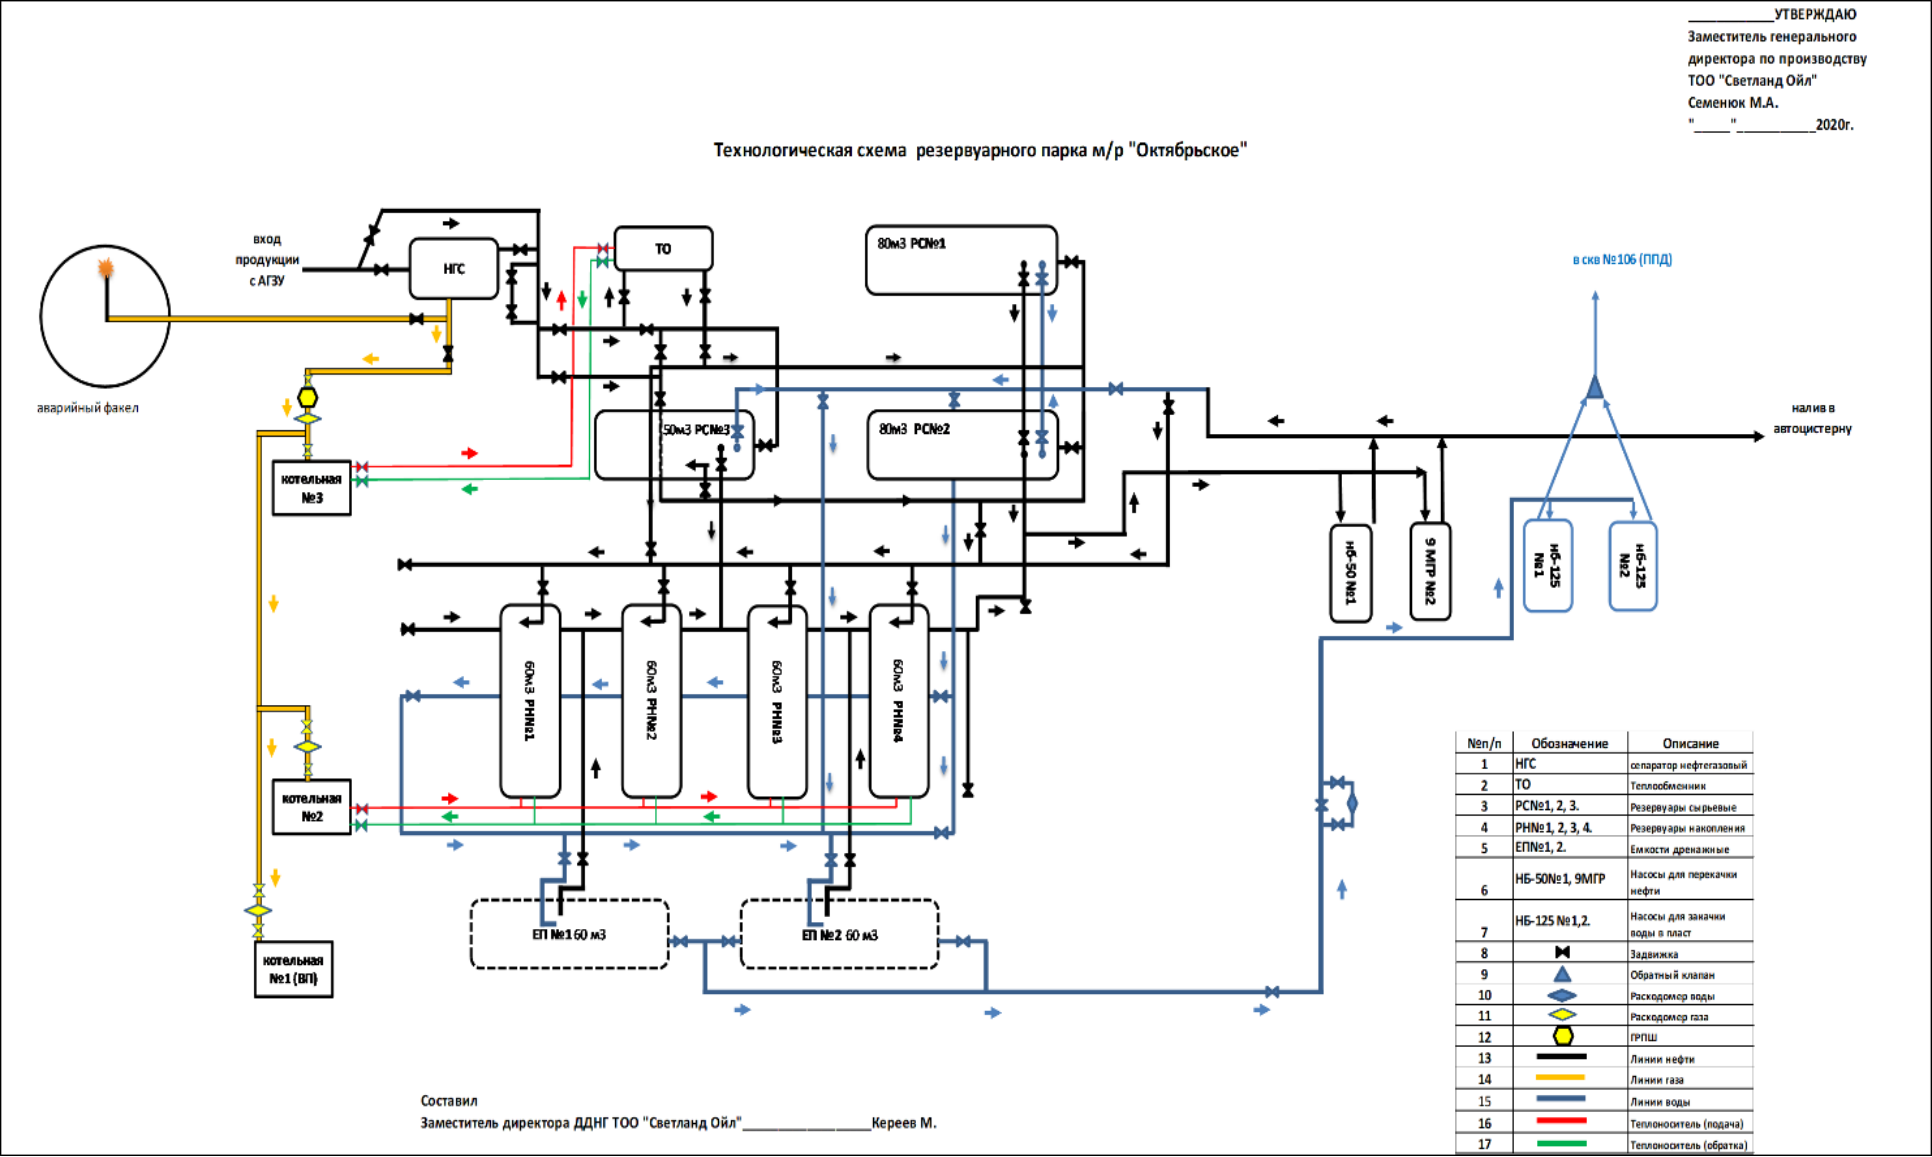 ____________УТВЕРЖДАЮ
Заместитель генерального
директора по производству
ТОО "Светланд Ойл"
Семенюк М.А.
"_____"___________2020г.
Технологическая схема резервуарного парка м/р "Октябрьское"
вход
продукции
с АГЗУ
НГС
ТО
80м3 РС№1
в скв №106 (ППД)
аварийный факел
50м3 РС№3
80м3 РС№2
налив в
автоцистерну
котельная
№3
нб-50 №1
9 МГР №2
нб-125
№1
нб-125
№2
60м3 РН№1
60м3 РН№2
60м3 РН№3
60м3 РН№4
котельная
№2
ЕП №1 60 м3
ЕП №2 60 м3
котельная
№1 (ВП)
№п/п Обозначение Описание
1 НГС сепаратор нефтегазовый
2 ТО Теплообменник
3 РС№1, 2, 3. Резервуары сырьевые
4 РН№1, 2, 3, 4. Резервуары накопления
5 ЕП№1, 2. Емкости дренажные
6 НБ-50№1, 9МГР Насосы для перекачки
нефти
7 НБ-125 №1,2. Насосы для закачки
воды в пласт
8 Задвижка
9 Обратный клапан
10 Расходомер воды
11 Расходомер газа
12 ГРПШ
13 Линии нефти
14 Линии газа
15 Линии воды
16 Теплоноситель (подача)
17 Теплоноситель (обратка)
Составил
Заместитель директора ДДНГ ТОО "Светланд Ойл"__________________Кереев М.